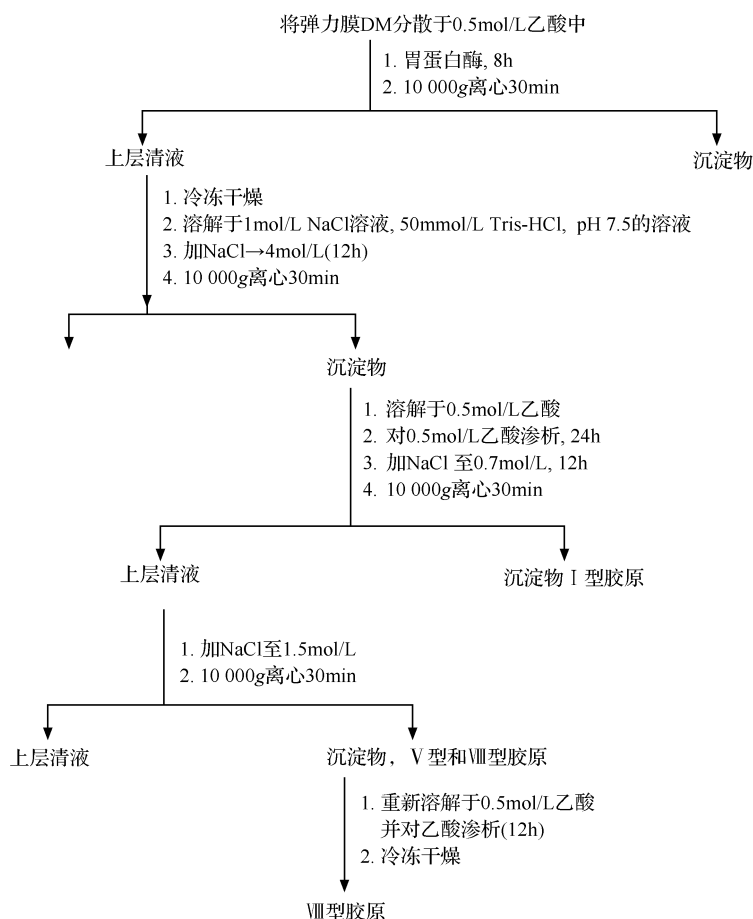 将弹力膜DM分散于0.5mol/L乙酸中
1. 胃蛋白酶, 8h
2. 10 000g离心30min
上层清液
沉淀物
1. 冷冻干燥
2. 溶解于1mol/L NaCl溶液, 50mmol/L Tris-HCl, pH 7.5的溶液
3. 加NaCl→4mol/L(12h)
4. 10 000g离心30min
沉淀物
1. 溶解于0.5mol/L乙酸
2. 对0.5mol/L乙酸渗析, 24h
3. 加NaCl 至0.7mol/L, 12h
4. 10 000g离心30min
上层清液
沉淀物Ⅰ型胶原
1. 加NaCl至1.5mol/L
2. 10 000g离心30min
上层清液
沉淀物，Ⅴ型和Ⅷ型胶原
1. 重新溶解于0.5mol/L乙酸
并对乙酸渗析(12h)
2. 冷冻干燥
Ⅷ型胶原